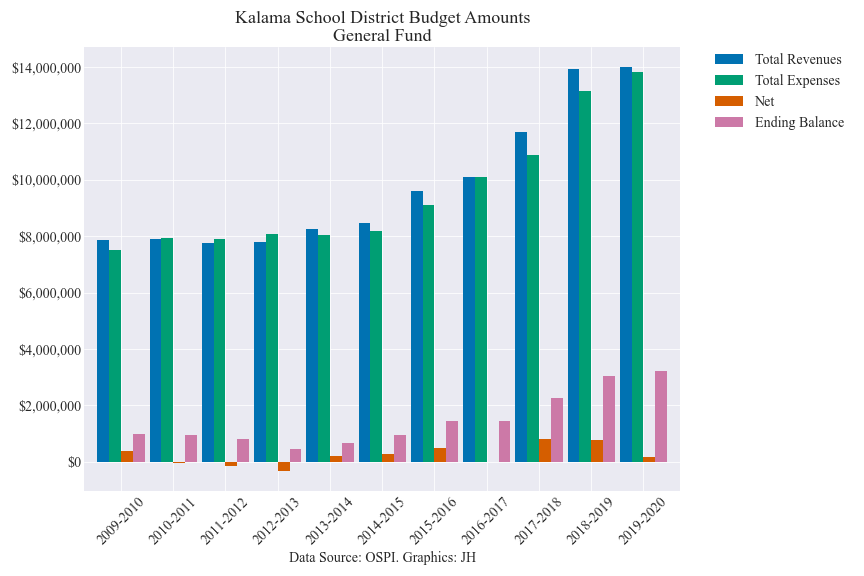 Kalama School District Budget Amounts
General Fund
$14,000,000
$12,000,000
$10,000,000
$8,000,000
$6,000,000
$4,000,000
$2,000,000
$0
Total Revenues
Total Expenses
Net
Ending Balance
2009-2010
2010-2011
2011-2012
2012-2013
2013-2014
2014-2015
2015-2016
2016-2017
2017-2018
2018-2019
2019-2020
Data Source: OSPI. Graphics: JH